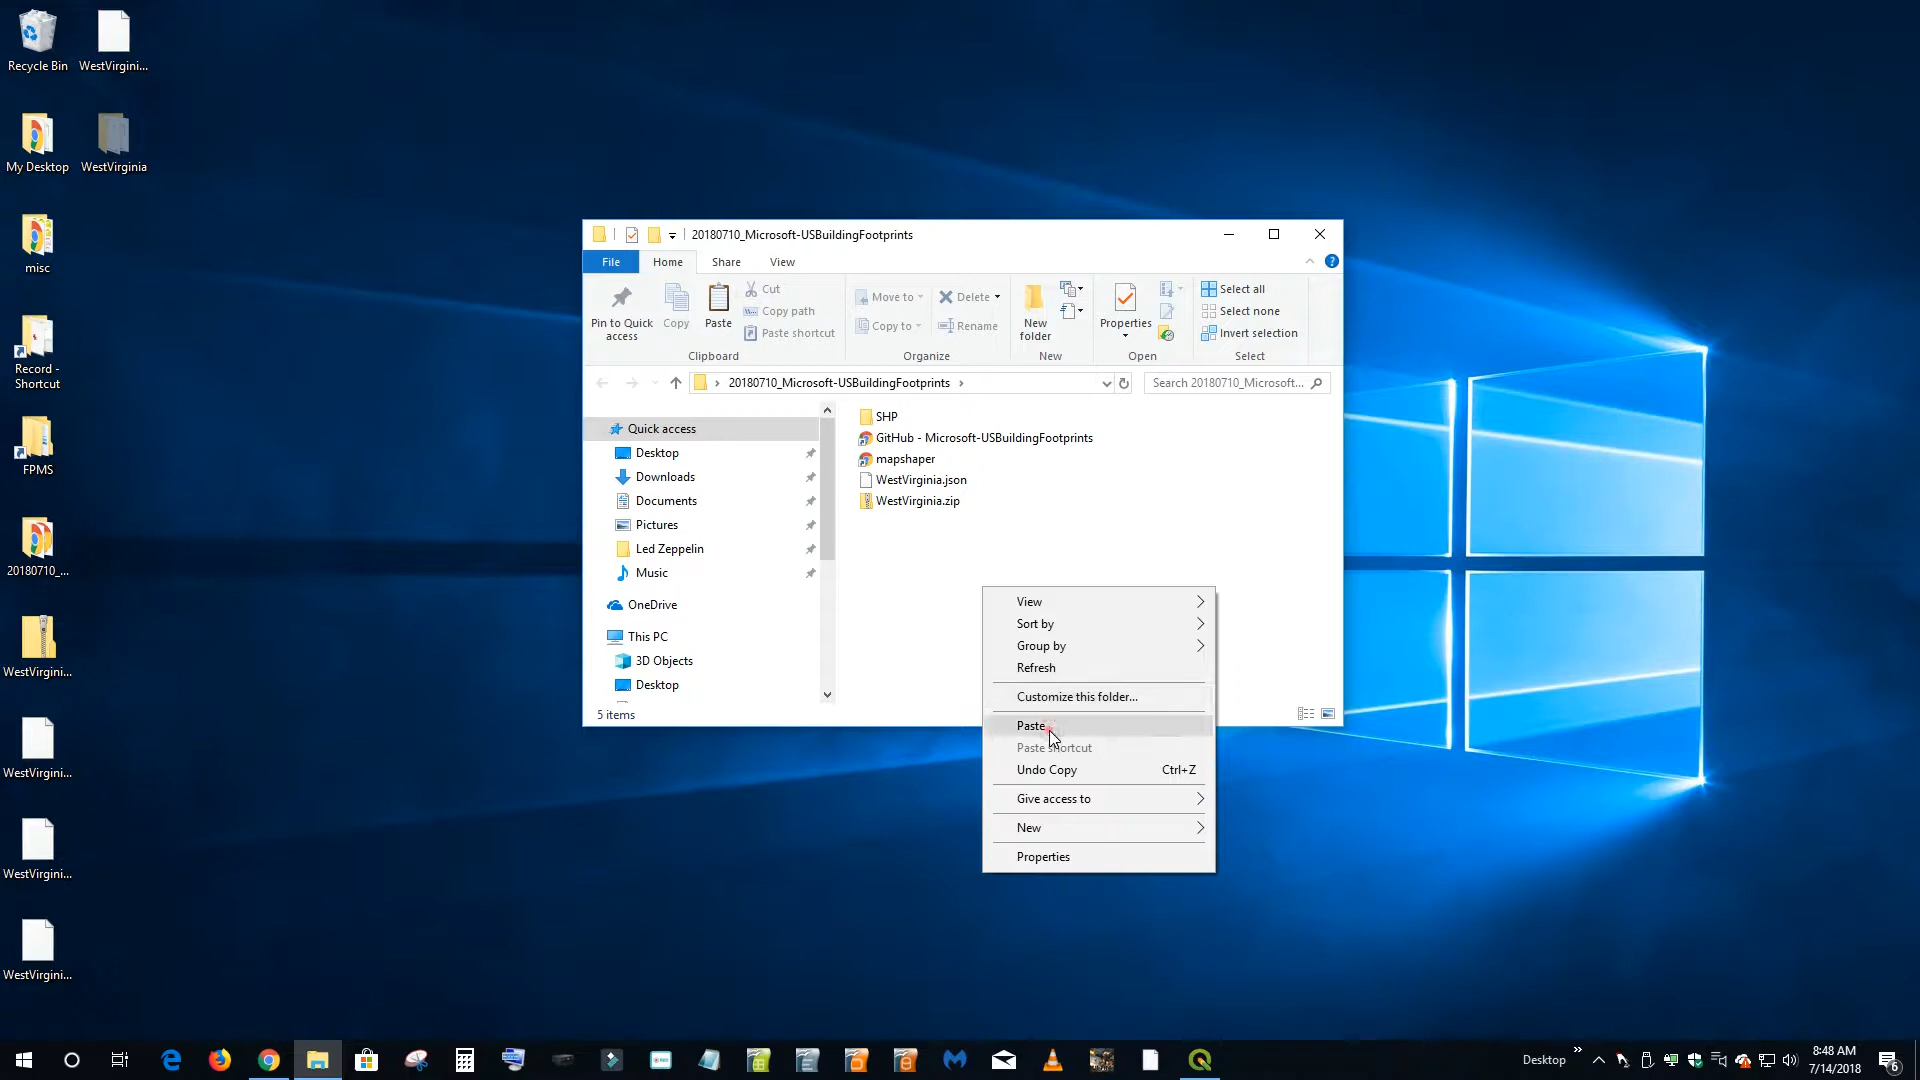 Recycle Bin
WestVirgini...
My Desktop
WestVirginia
misc
Record -
Shortcut
FPMS
20180710_...
WestVirgini...
WestVirgini...
WestVirgini...
WestVirgini...
20180710_Microsoft-USBuildingFootprints
File Home Share View
Pin to Quick
access
Copy
Paste
Cut
Copy path
Paste shortcut
Clipboard
Move to
Copy to
Delete
Rename
Organize
New
folder
New
Properties
Open
Select all
Select none
Invert selection
Select
20180710_Microsoft-USBuildingFootprints
Search 20180710_Microsoft...
Quick access
Desktop
Downloads
Documents
Pictures
Led Zeppelin
Music
OneDrive
This PC
3D Objects
Desktop
SHP
GitHub - Microsoft-USBuildingFootprints
mapshaper
WestVirginia.json
WestVirginia.zip
5 items
View
Sort by
Group by
Refresh
Customize this folder...
Paste
Paste shortcut
Undo Copy Ctrl+Z
Give access to
New
Properties
Desktop
8:48 AM
7/14/2018
6